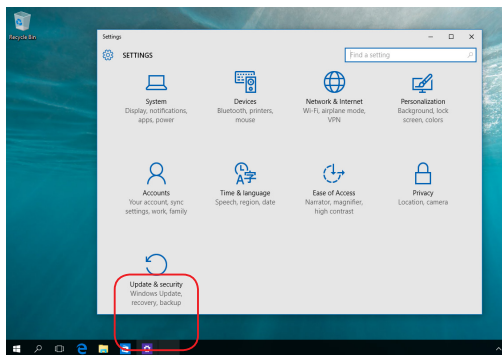 Recycle Bin
Settings
SETTINGS
Find a setting
System
Display, notifications,
apps, power
Devices
Bluetooth, printers,
mouse
Network & Internet
Wi-Fi, airplane mode,
VPN
Personalization
Background, lock
screen, colors
Accounts
Your account, sync
settings, work, family
Time & language
Speech, region, date
Ease of Access
Narrator, magnifier,
high contrast
Privacy
Location, camera
Update & security
Windows Update,
recovery, backup